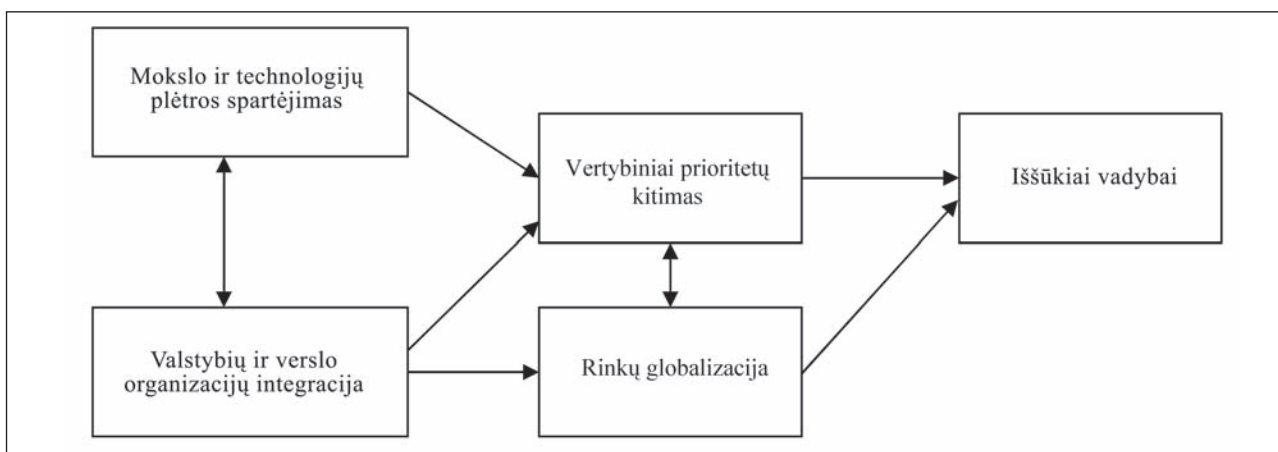 Mokslo ir technologijų
plėtros spartėjimas
Vertybiniai prioritetų
kitimas
Iššūkiai vadybai
Valstybių ir verslo
organizacijų integracija
Rinkų globalizacija